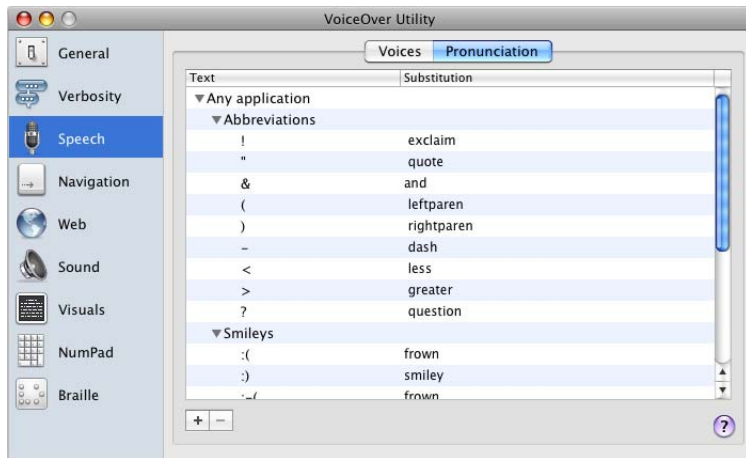 VoiceOver Utility
General
Verbosity
Speech
Navigation
Web
Sound
Visuals
NumPad
Braille
Voices Pronunciation
Text Substitution
Any application
Abbreviations
! exclaim
" quote
& and
( leftparen
) rightparen
- dash
< less
> greater
? question
Smileys
:( frown
:) smiley
:-( frown
+ −
?